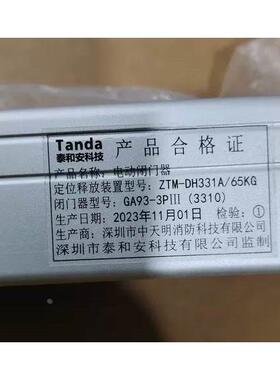 Tanda
泰和安科技
产品合格证
产品名称：电动闭门器
定位释放装置型号：ZTM-DH331A/65KG
闭门器型号：GA93-3PⅢ（3310）
生产日期：2023年11月01日 检验：①
生产商：深圳市中天明消防科技有限公司
深圳市泰和安科技有限公司监制